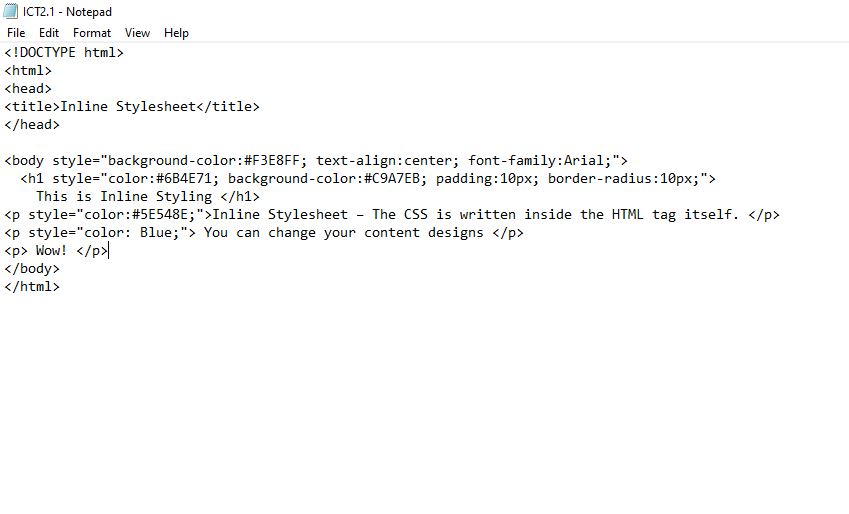 ICT2.1 - Notepad
File Edit Format View Help
<!DOCTYPE html>
<html>
<head>
<title>Inline Stylesheet</title>
</head>
<body style="background-color:#F3E8FF; text-align:center; font-family:Arial;">
<h1 style="color:#6B4E71; background-color:#C9A7EB; padding:10px; border-radius:10px;">
This is Inline Styling </h1>
<p style="color:#5E548E;">Inline Stylesheet – The CSS is written inside the HTML tag itself. </p>
<p style="color: Blue;"> You can change your content designs </p>
<p> Wow! </p>
</body>
</html>